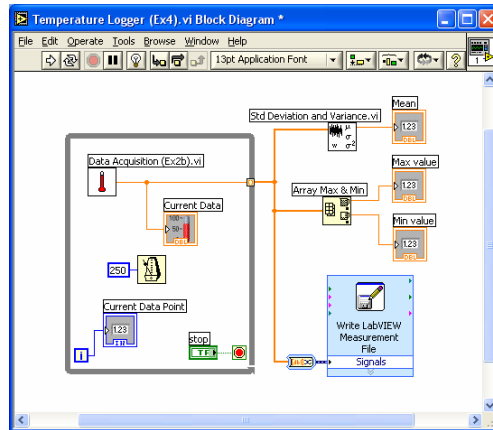 Temperature Logger (Ex4).vi Block Diagram *
File Edit Operate Tools Browse Window Help
13pt Application Font
1
Mean
Std Deviation and Variance.vi
μ
σ
w σ²
1.23
DBL
Data Acquisition (Ex2b).vi
Max value
1.23
DBL
Array Max & Min
Current Data
100-
50-
DBL
Min value
1.23
DBL
250
Current Data Point
1.23
i
stop
TF
Write LabVIEW
Measurement
File
Signals